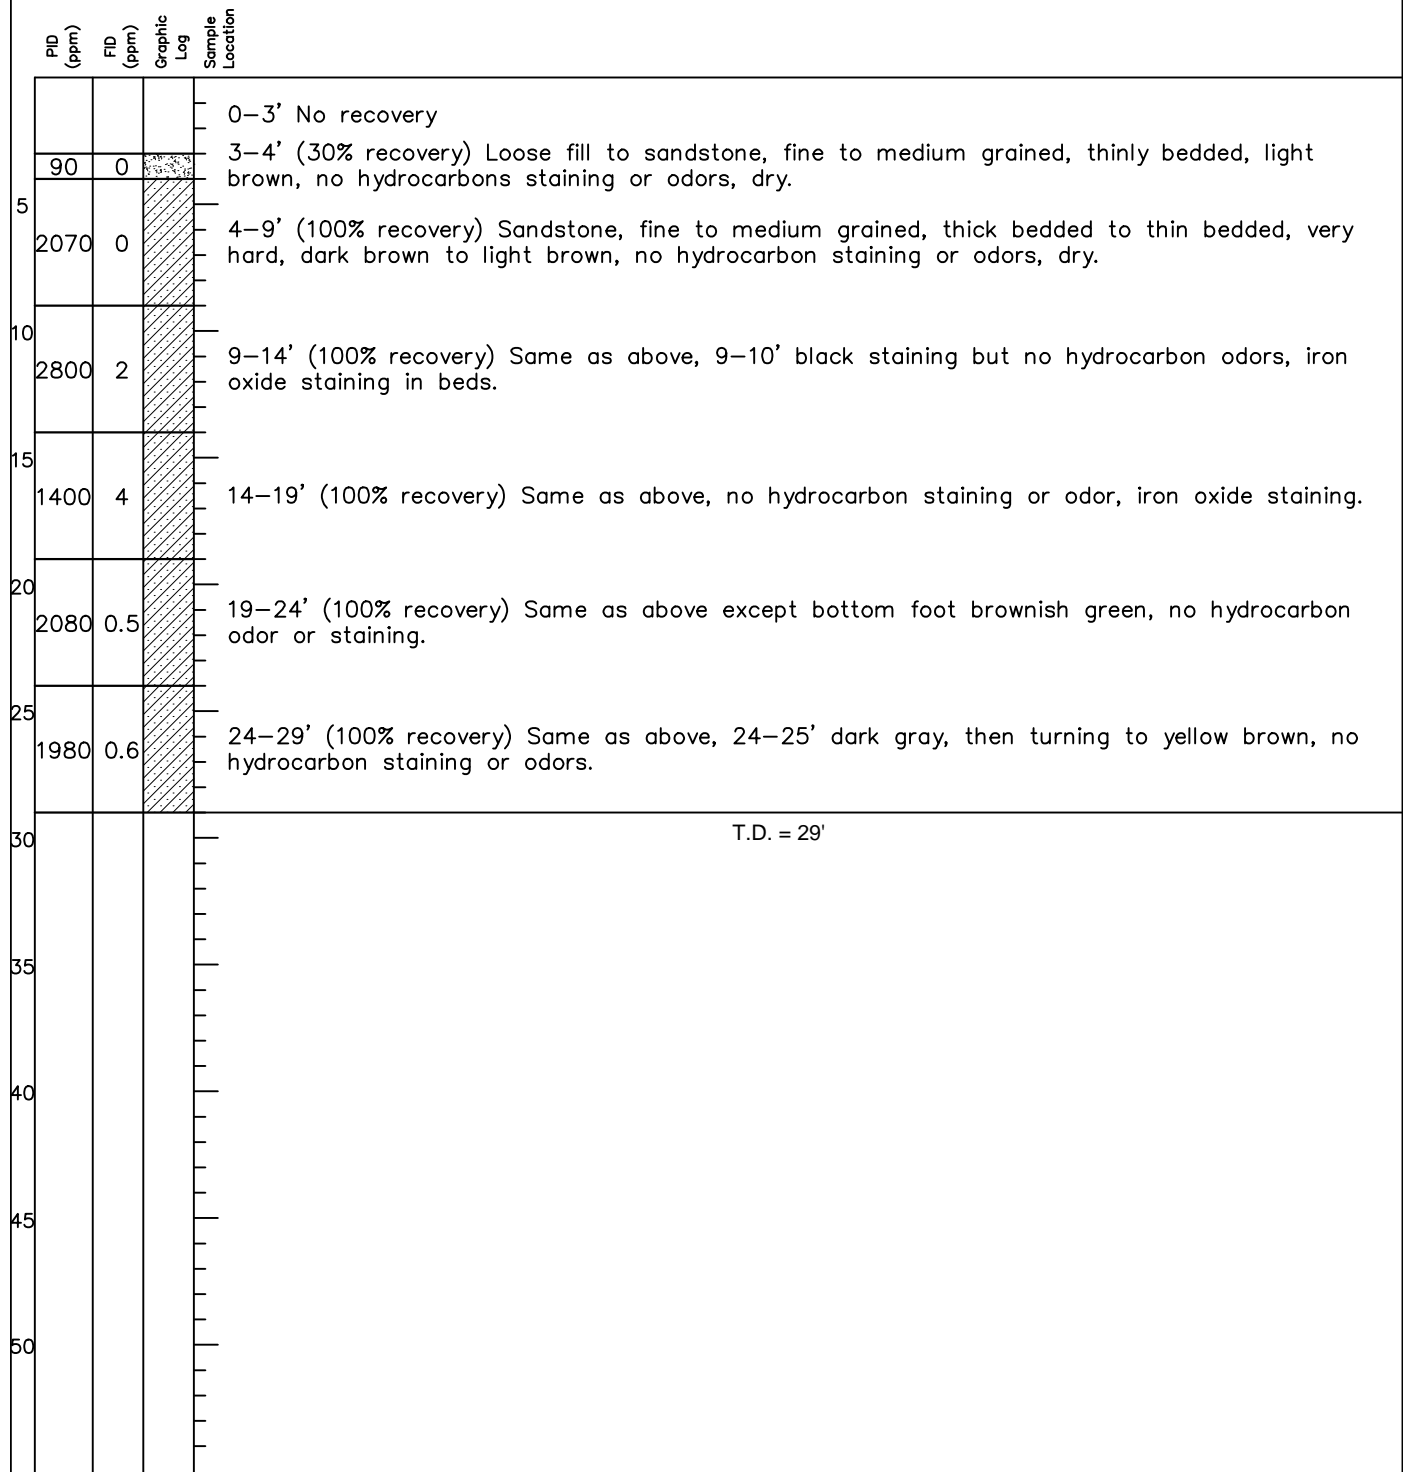 PID
(ppm)
FID
(ppm)
Graphic
Log
Sample
Location
0-3' No recovery
3-4' (30% recovery) Loose fill to sandstone, fine to medium grained, thinly bedded, light
brown, no hydrocarbons staining or odors, dry.
90 0
5
4-9' (100% recovery) Sandstone, fine to medium grained, thick bedded to thin bedded, very
hard, dark brown to light brown, no hydrocarbon staining or odors, dry.
2070 0
10
9-14' (100% recovery) Same as above, 9-10' black staining but no hydrocarbon odors, iron
oxide staining in beds.
2800 2
15
1400 4 14-19' (100% recovery) Same as above, no hydrocarbon staining or odor, iron oxide staining.
20
19-24' (100% recovery) Same as above except bottom foot brownish green, no hydrocarbon
odor or staining.
2080 0.5
25
24-29' (100% recovery) Same as above, 24-25' dark gray, then turning to yellow brown, no
hydrocarbon staining or odors.
1980 0.6
30 T.D. = 29'
35
40
45
50